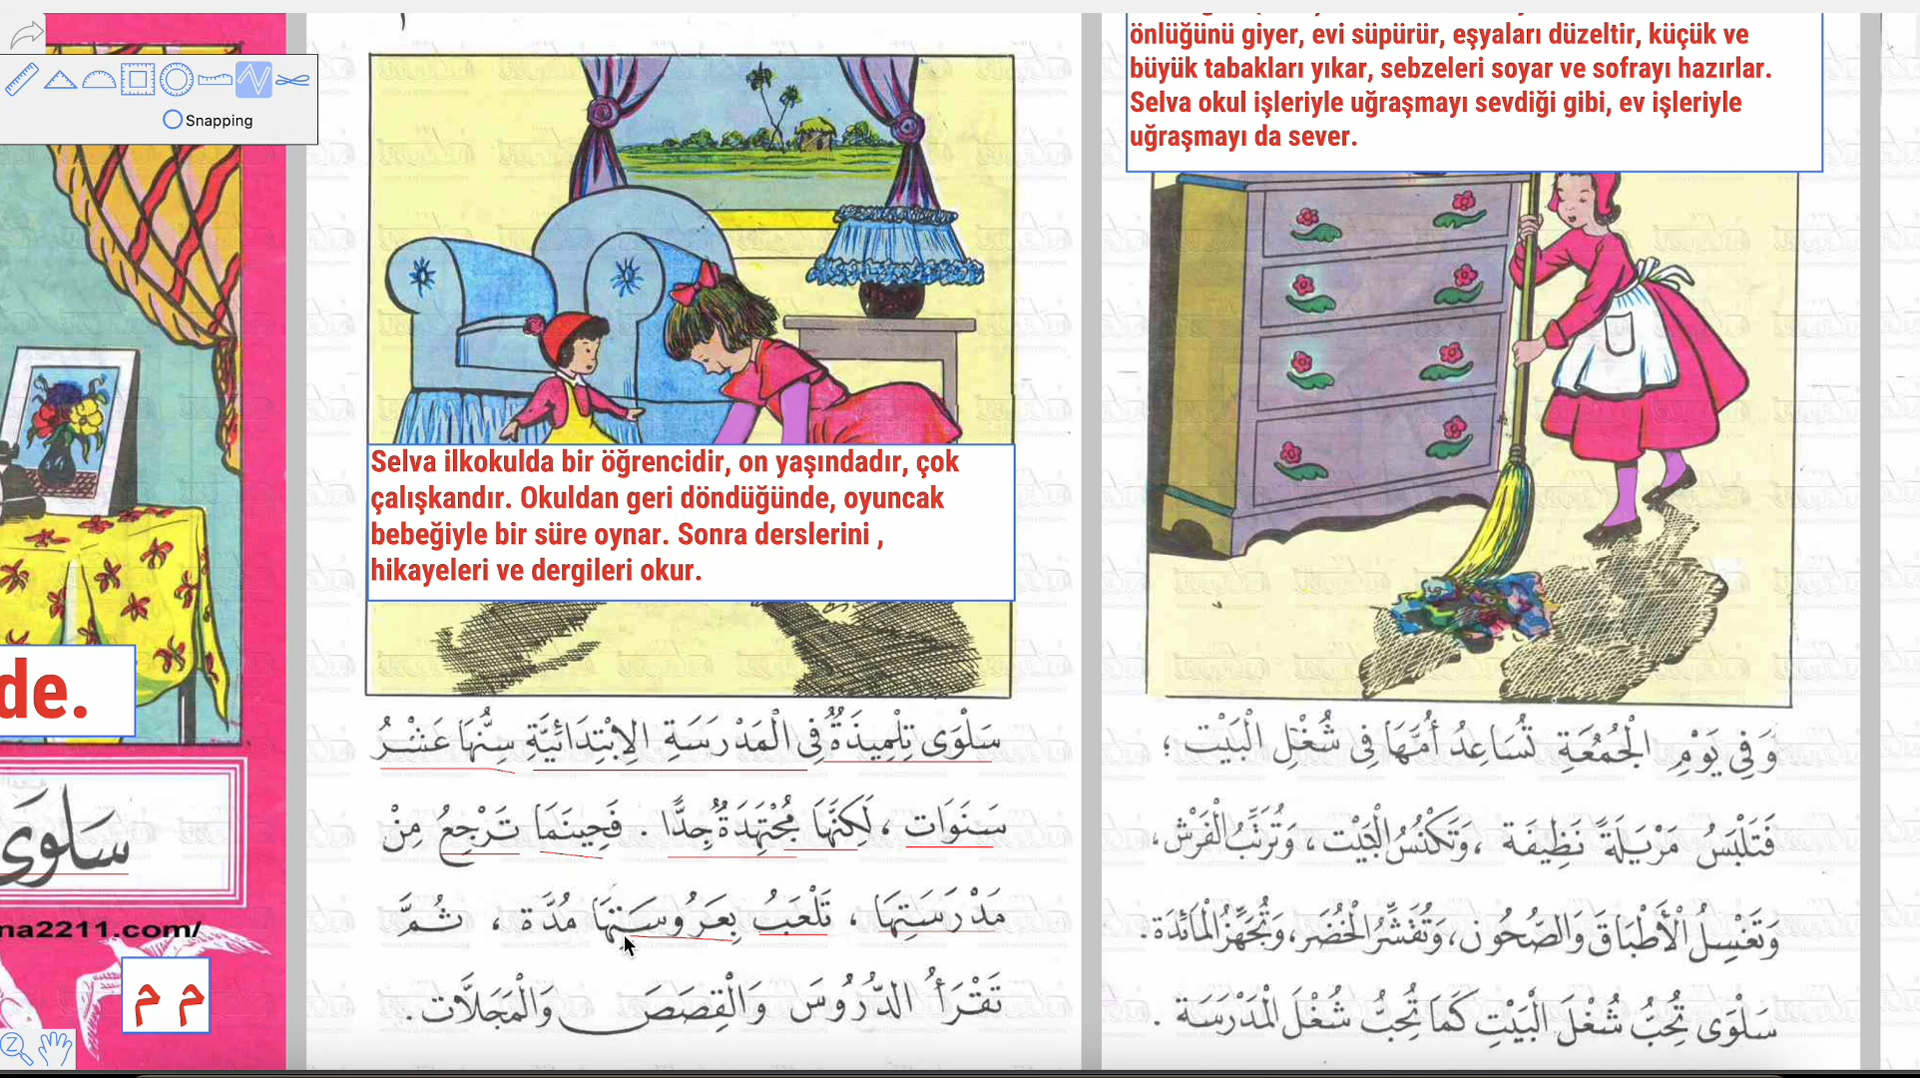 Snapping
de.
سَلوَى
na2211.com/
م م
Selva ilkokulda bir öğrencidir, on yaşındadır, çok
çalışkandır. Okuldan geri döndüğünde, oyuncak
bebeğiyle bir süre oynar. Sonra derslerini ,
hikayeleri ve dergileri okur.
سَلْوَى تِلْمِيذَةٌ فِى الْمَدْرَسَةِ الِابْتِدَائِيَّةِ سِنُّهَا عَشْـرُ
سَنَوَات ، لَكِنَّهَا مُجْتَهِدَةٌ جِدًّا . فَحِينَمَا تَرْجِعُ مِنْ
مَدْرَسَتِهَا ، تَلْعَبُ بِعَرُوسَتِهَا مُدَّة ، ثُـمَّ
تَقْرَأُ الدُّرُوسَ وَالْقِصَصَ وَالْمَجَلَّات .
önlüğünü giyer, evi süpürür, eşyaları düzeltir, küçük ve
büyük tabakları yıkar, sebzeleri soyar ve sofrayı hazırlar.
Selva okul işleriyle uğraşmayı sevdiği gibi, ev işleriyle
uğraşmayı da sever.
وَفِي يَوْمِ الْجُمُعَةِ تُسَاعِدُ أُمَّهَا فِى شُغْلِ الْبَيْت ؛
فَتَلْبَسُ مَرْيَلَةً نَظِيفَة ، وَتَكْنُسُ الْبَيْت ، وَتُرَتِّبُ الْفَرْش ،
وَتَغْسِلُ الْأَطْبَاقَ وَالصُّحُون ، وَتُقَشِّرُ الْخُضَر ، وَتُجَهِّزُ الْمَائِدَة .
سَلْوَى تُحِبُّ شُغْلَ الْبَيْتِ كَمَا تُحِبُّ شُغْلَ الْمَدْرَسَة .